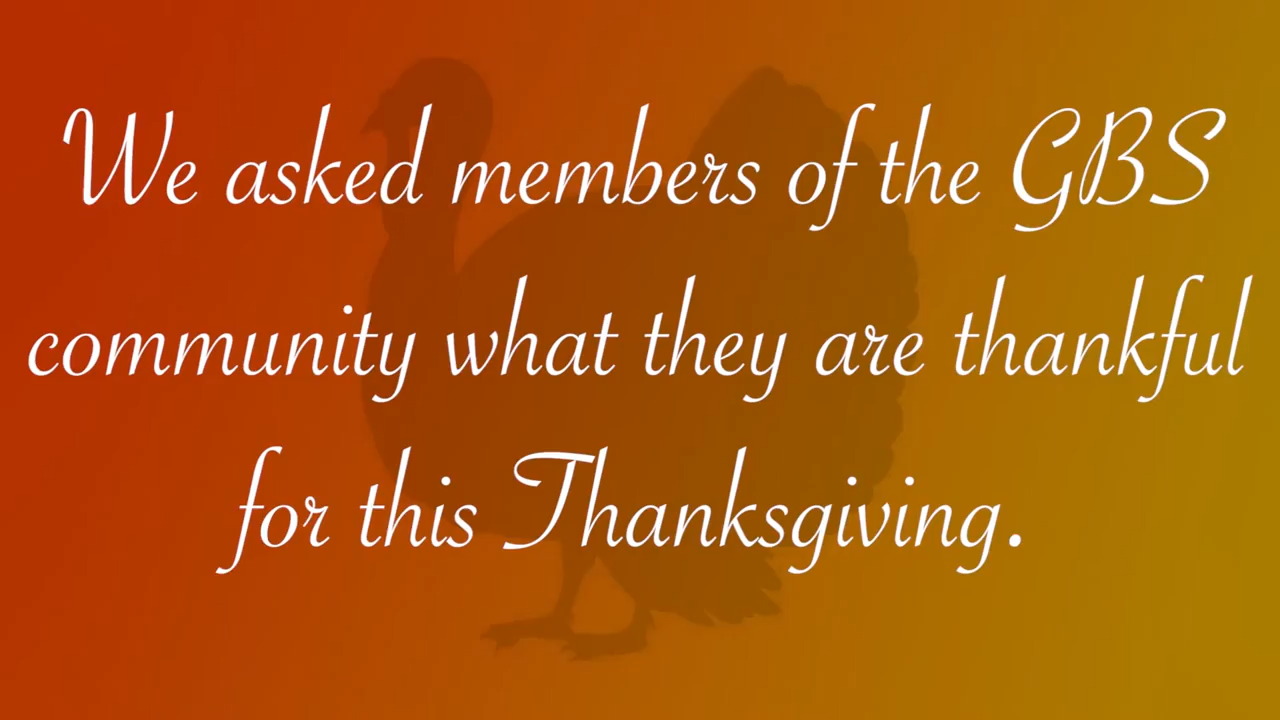 We asked members of the GBS
community what they are thankful
for this Thanksgiving.